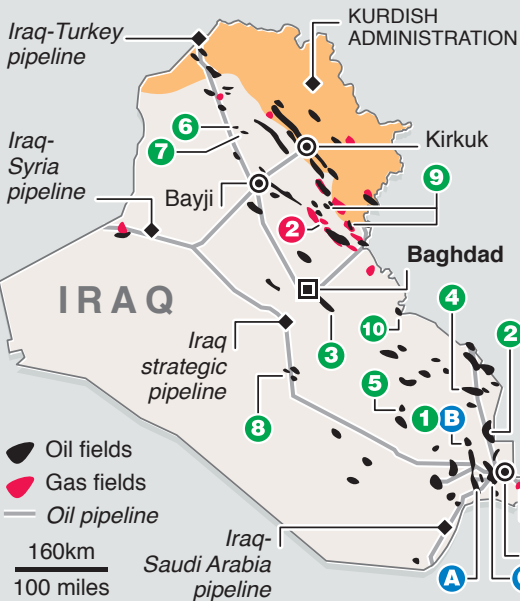 Iraq-Turkey
pipeline
KURDISH
ADMINISTRATION
6
7
Kirkuk
Iraq-
Syria
pipeline
9
Bayji
2
Baghdad
IRAQ
4
10
2
Iraq
strategic
pipeline
3
5
8
1 B
Oil fields
Gas fields
Oil pipeline
160km
100 miles
Iraq-
Saudi Arabia
pipeline
A